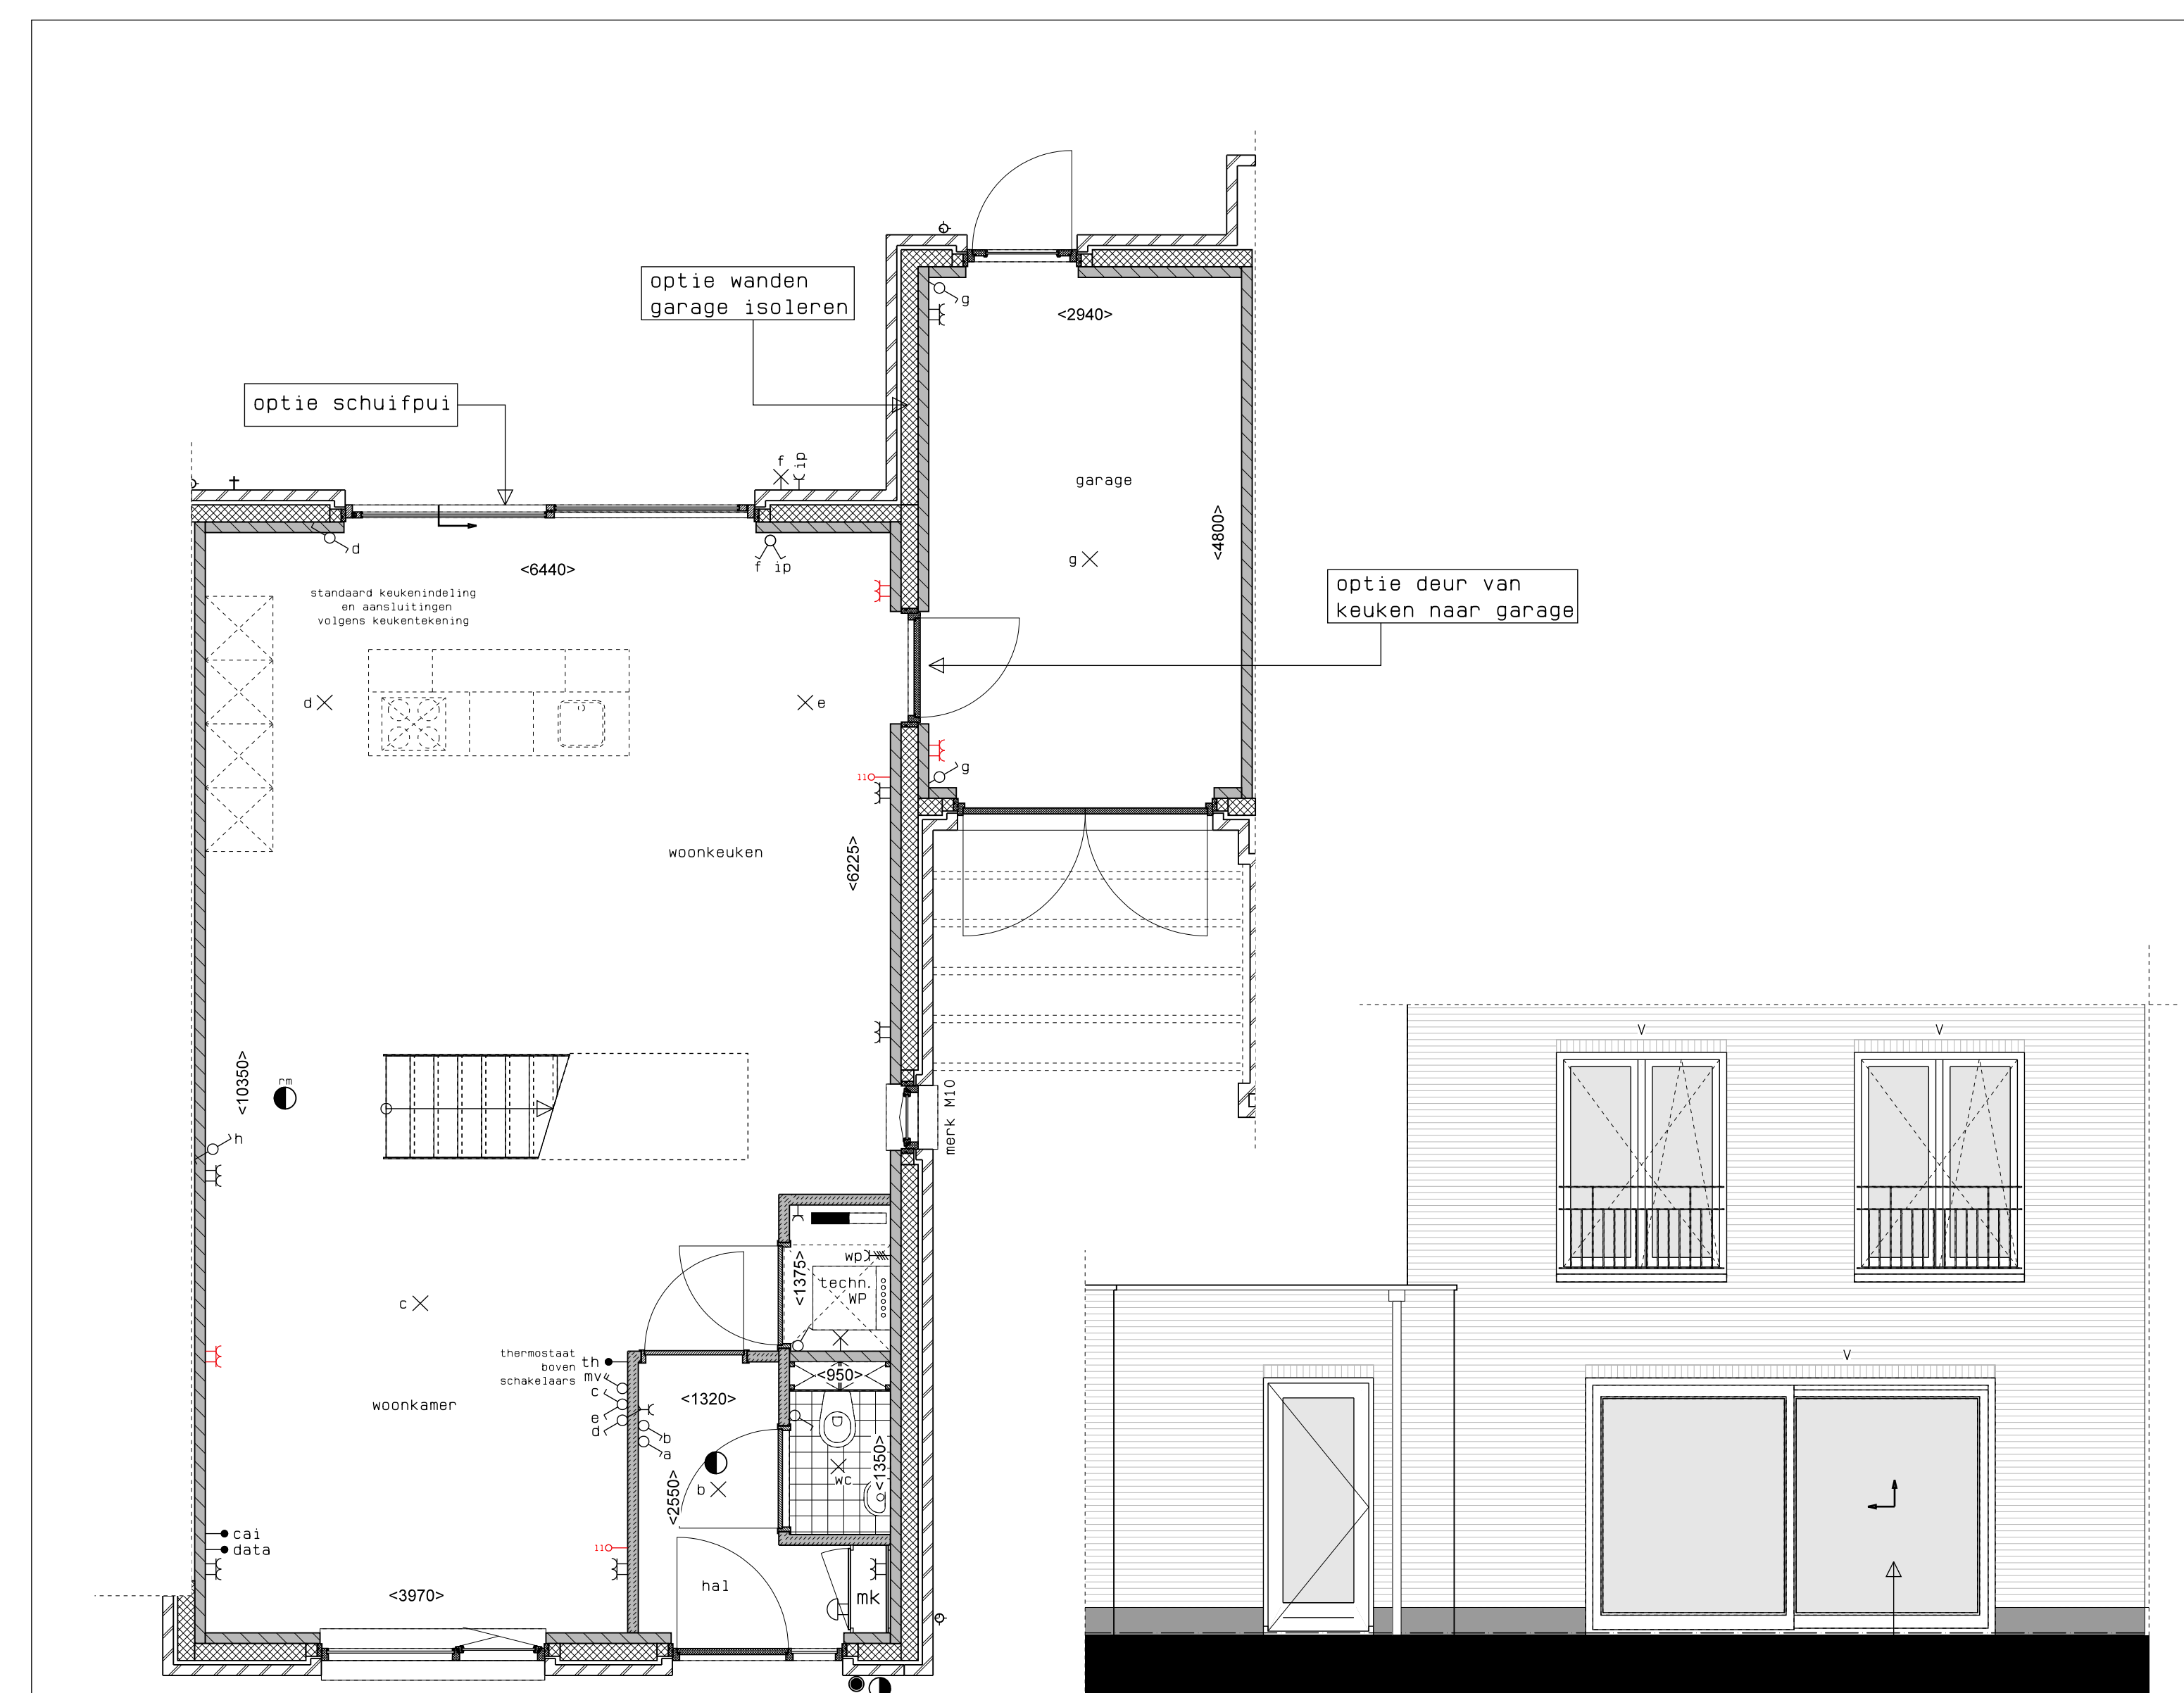 optie wanden
garage isoleren
<2940>
g
optie schuifpui
f
ip
garage
<4800>
d
<6440>
f ip
g
optie deur van
keuken naar garage
standaard keukenindeling
en aansluitingen
volgens keukentekening
d
e
g
11
woonkeuken
<6225>
<10350>
rm
h
merk M10
V
V
wp
<1375>
techn.
WP
c
thermostaat
boven
schakelaars
th
mv
c
e
d
V
<950>
<1320>
woonkamer
b
a
<1350>
wc
b
<2550>
cai
data
11
hal
mk
<3970>